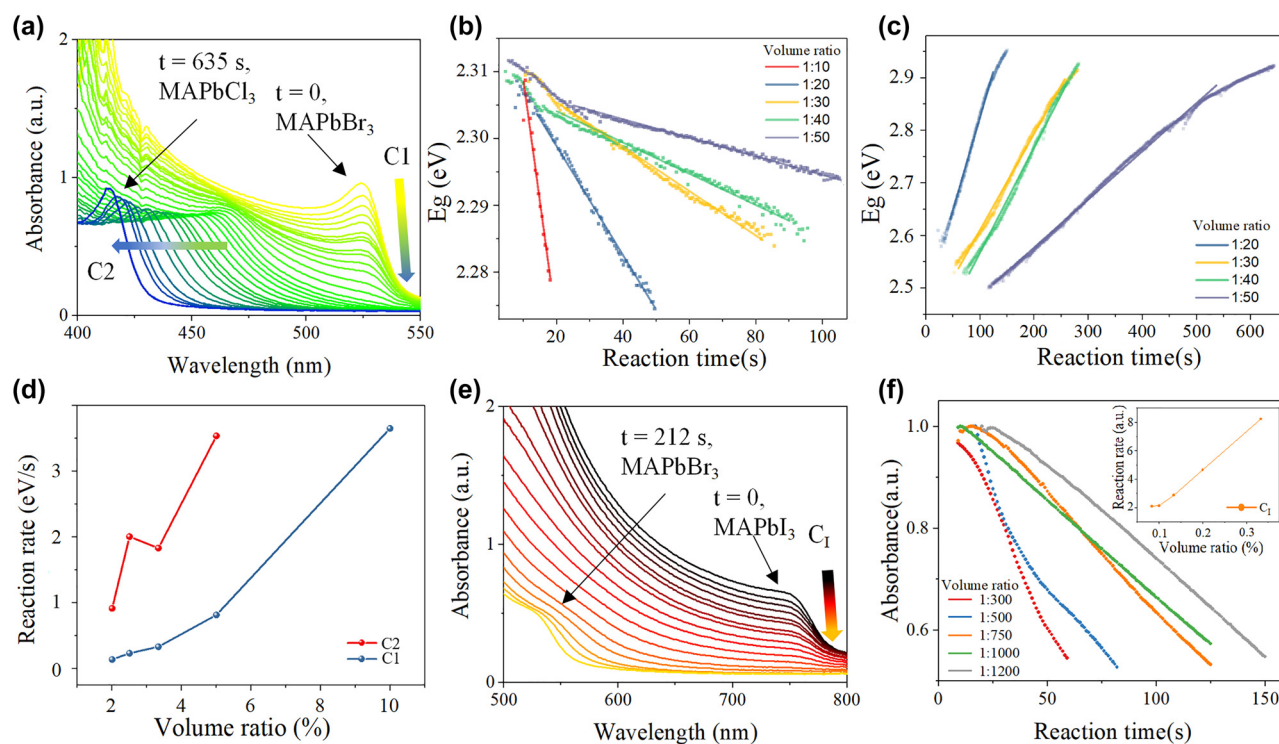 (a)
2
1
0
Absorbance (a.u.)
t = 635 s,
MAPbCl₃
t = 0,
MAPbBr₃
C1
C2
400 450 500 550
Wavelength (nm)
(b)
2.31
2.30
2.29
2.28
Eg (eV)
Volume ratio
1:10
1:20
1:30
1:40
1:50
20 40 60 80 100
Reaction time(s)
(c)
2.9
2.8
2.7
2.6
2.5
Eg (eV)
Volume ratio
1:20
1:30
1:40
1:50
0 100 200 300 400 500 600
Reaction time(s)
(d)
3
2
1
0
Reaction rate (eV/s)
C2
C1
2 4 6 8 10
Volume ratio (%)
(e)
2
1
0
Absorbance (a.u.)
t = 212 s,
MAPbBr₃
t = 0,
MAPbI₃
C_I
500 600 700 800
Wavelength (nm)
(f)
1.0
0.8
0.6
Absorbance(a.u.)
8
6
4
2
Reaction rate (a.u.)
C_I
0.1 0.2 0.3
Volume ratio (%)
Volume ratio
1:300
1:500
1:750
1:1000
1:1200
0 50 100 150
Reaction time(s)